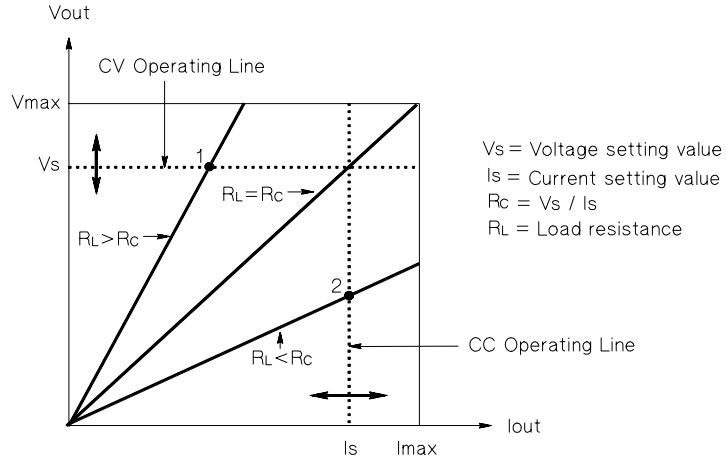 Vout
CV Operating Line
Vmax
1
Vs
Vs = Voltage setting value
Is = Current setting value
RC = Vs / Is
RL = Load resistance
RL=RC
RL>RC
2
RL<RC
CC Operating Line
Iout
Is
Imax